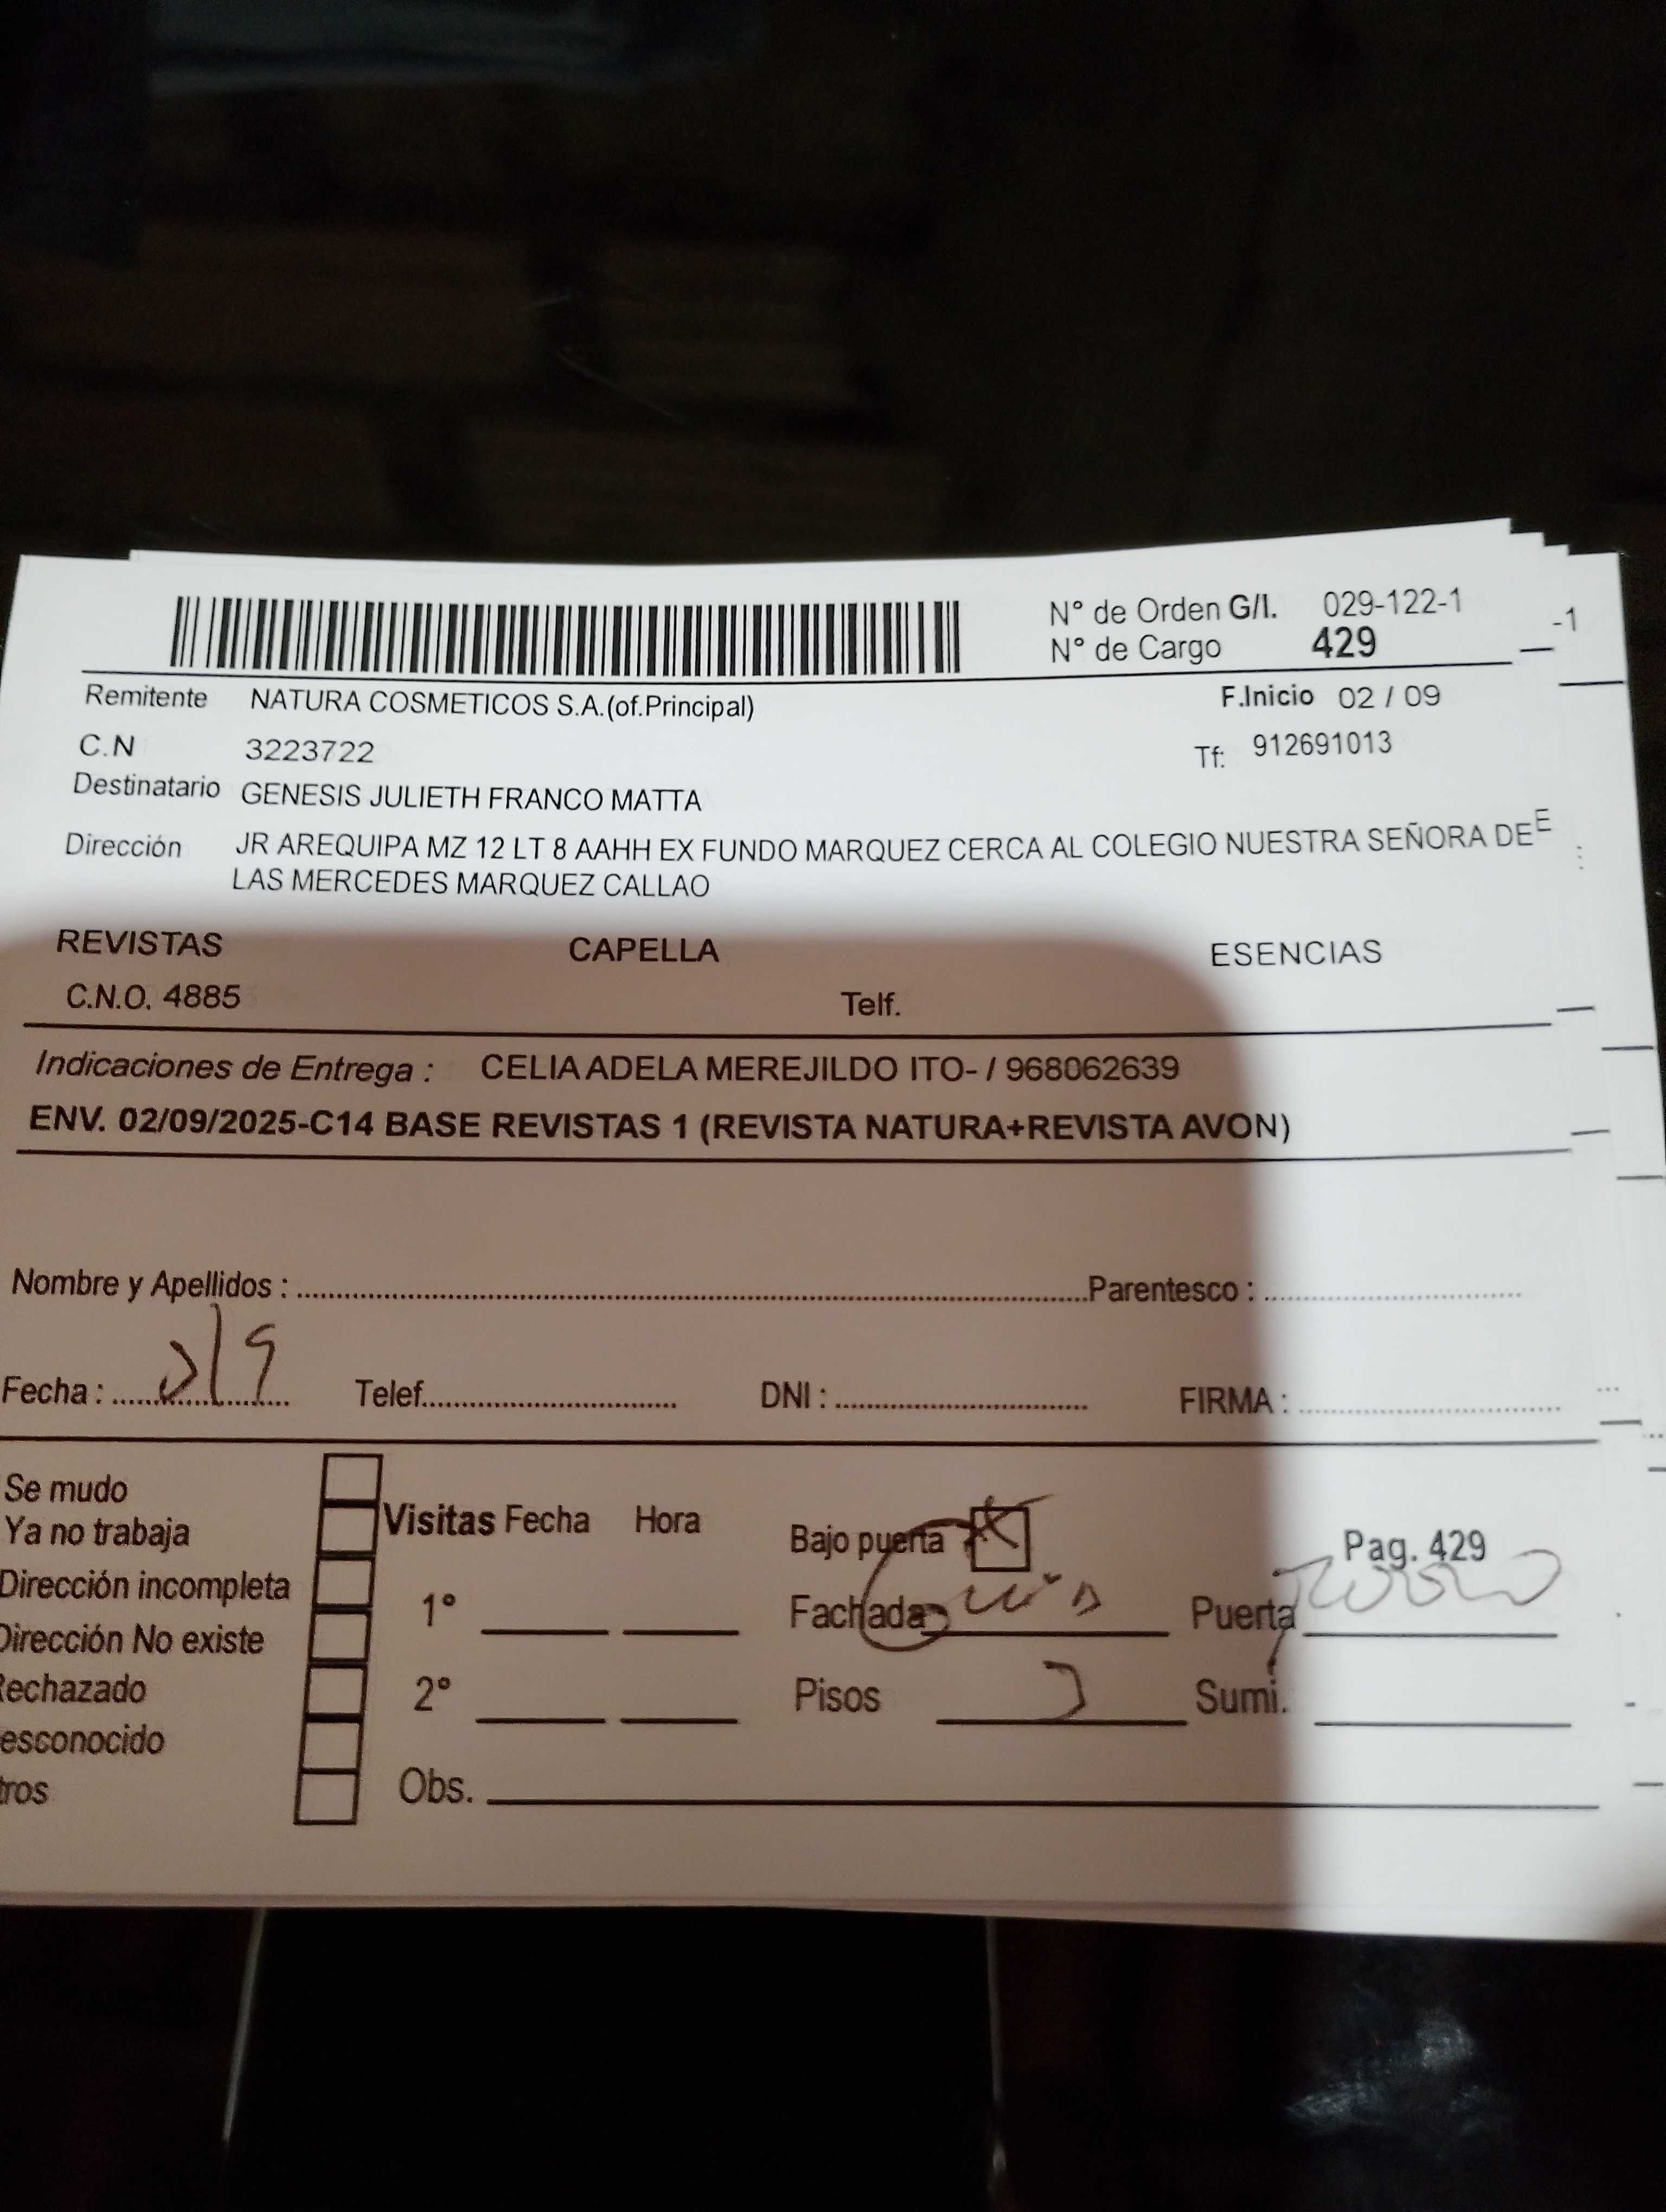 N° de Orden G/I. 029-122-1
-1
N° de Cargo 429
Remitente NATURA COSMETICOS S.A.(of.Principal)
F.Inicio 02 / 09
C.N 3223722
Tf: 912691013
Destinatario GENESIS JULIETH FRANCO MATTA
Dirección JR AREQUIPA MZ 12 LT 8 AAHH EX FUNDO MARQUEZ CERCA AL COLEGIO NUESTRA SEÑORA DE E
LAS MERCEDES MARQUEZ CALLAO
REVISTAS CAPELLA ESENCIAS
C.N.O. 4885 Telf.
Indicaciones de Entrega : CELIA ADELA MEREJILDO ITO- / 968062639
ENV. 02/09/2025-C14 BASE REVISTAS 1 (REVISTA NATURA+REVISTA AVON)
Nombre y Apellidos : Parentesco :
Fecha : Telef. DNI : FIRMA :
Se mudo
Ya no trabaja
Dirección incompleta
Dirección No existe
Rechazado
esconocido
tros
Visitas Fecha Hora
1°
2°
Obs.
Bajo puerta
Fachada
Pisos
Pag. 429
Puerta
Sumi.